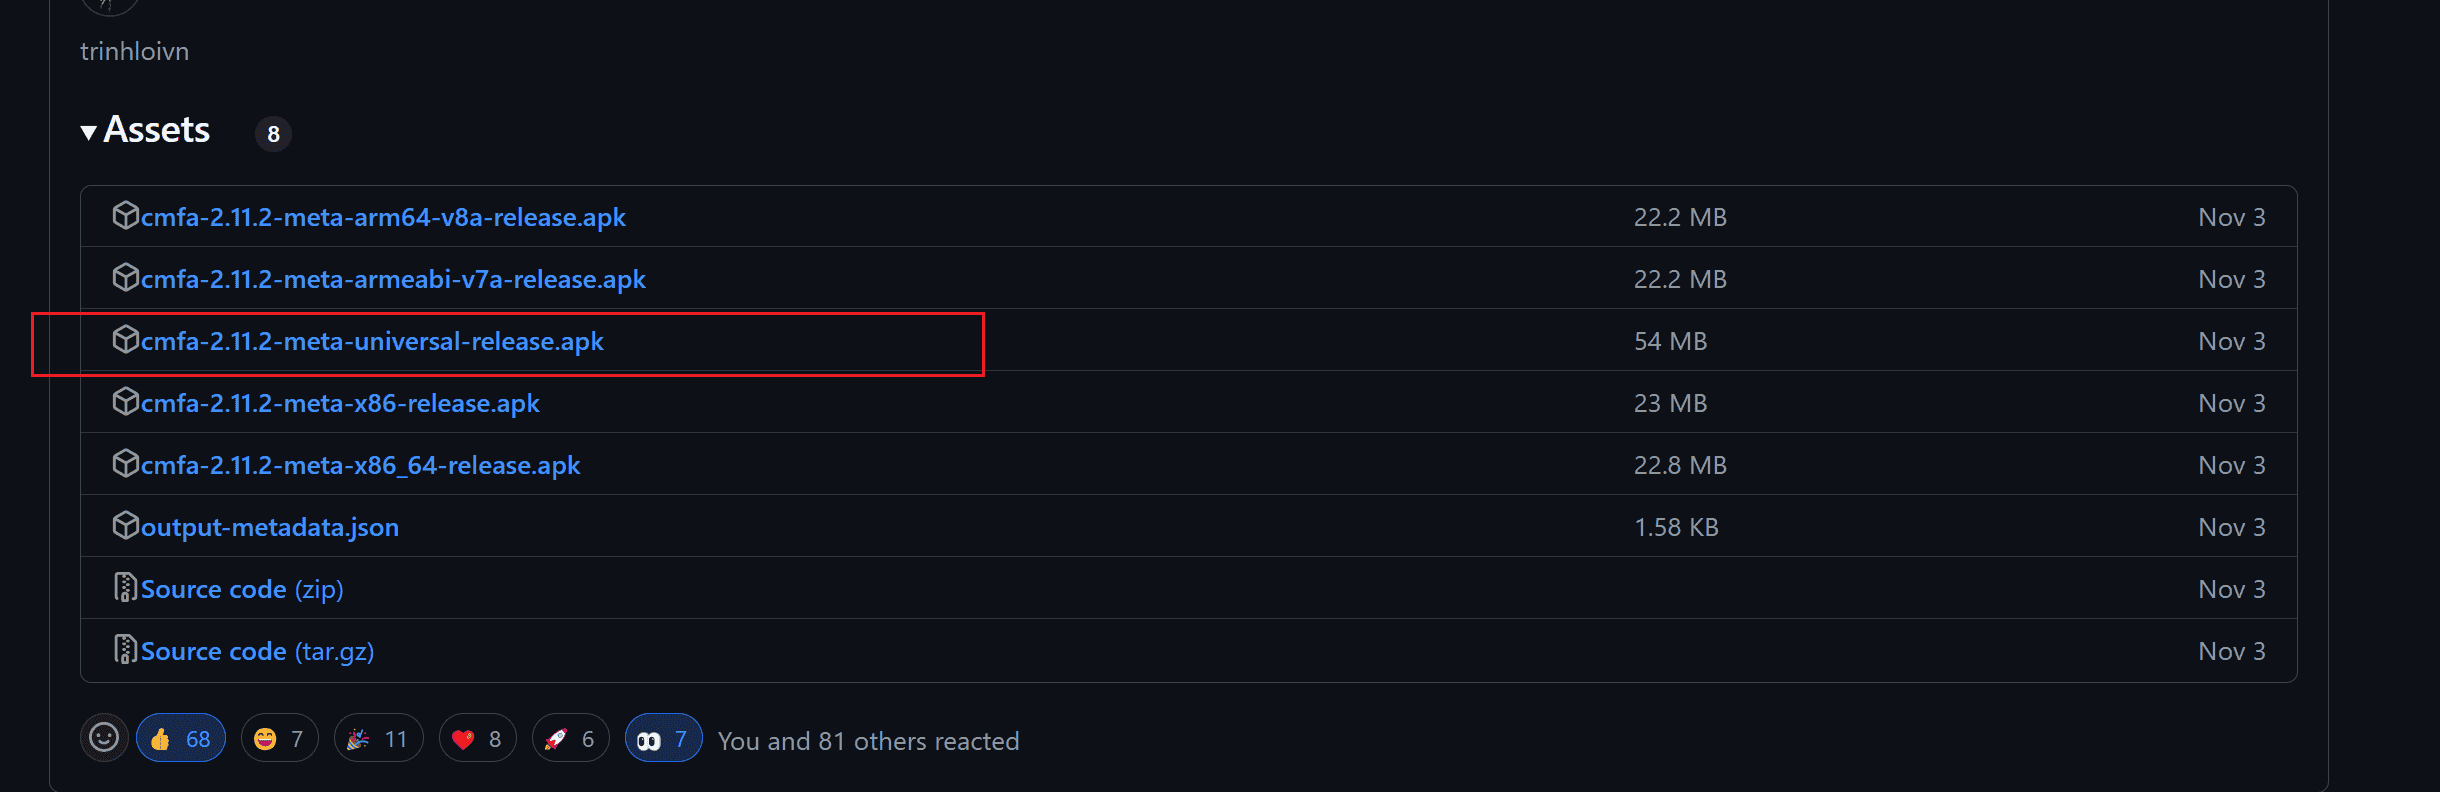 trinhloivn
Assets 8
cmfa-2.11.2-meta-arm64-v8a-release.apk 22.2 MB Nov 3
cmfa-2.11.2-meta-armeabi-v7a-release.apk 22.2 MB Nov 3
cmfa-2.11.2-meta-universal-release.apk 54 MB Nov 3
cmfa-2.11.2-meta-x86-release.apk 23 MB Nov 3
cmfa-2.11.2-meta-x86_64-release.apk 22.8 MB Nov 3
output-metadata.json 1.58 KB Nov 3
Source code (zip) Nov 3
Source code (tar.gz) Nov 3
68 7 11 8 6 7 You and 81 others reacted